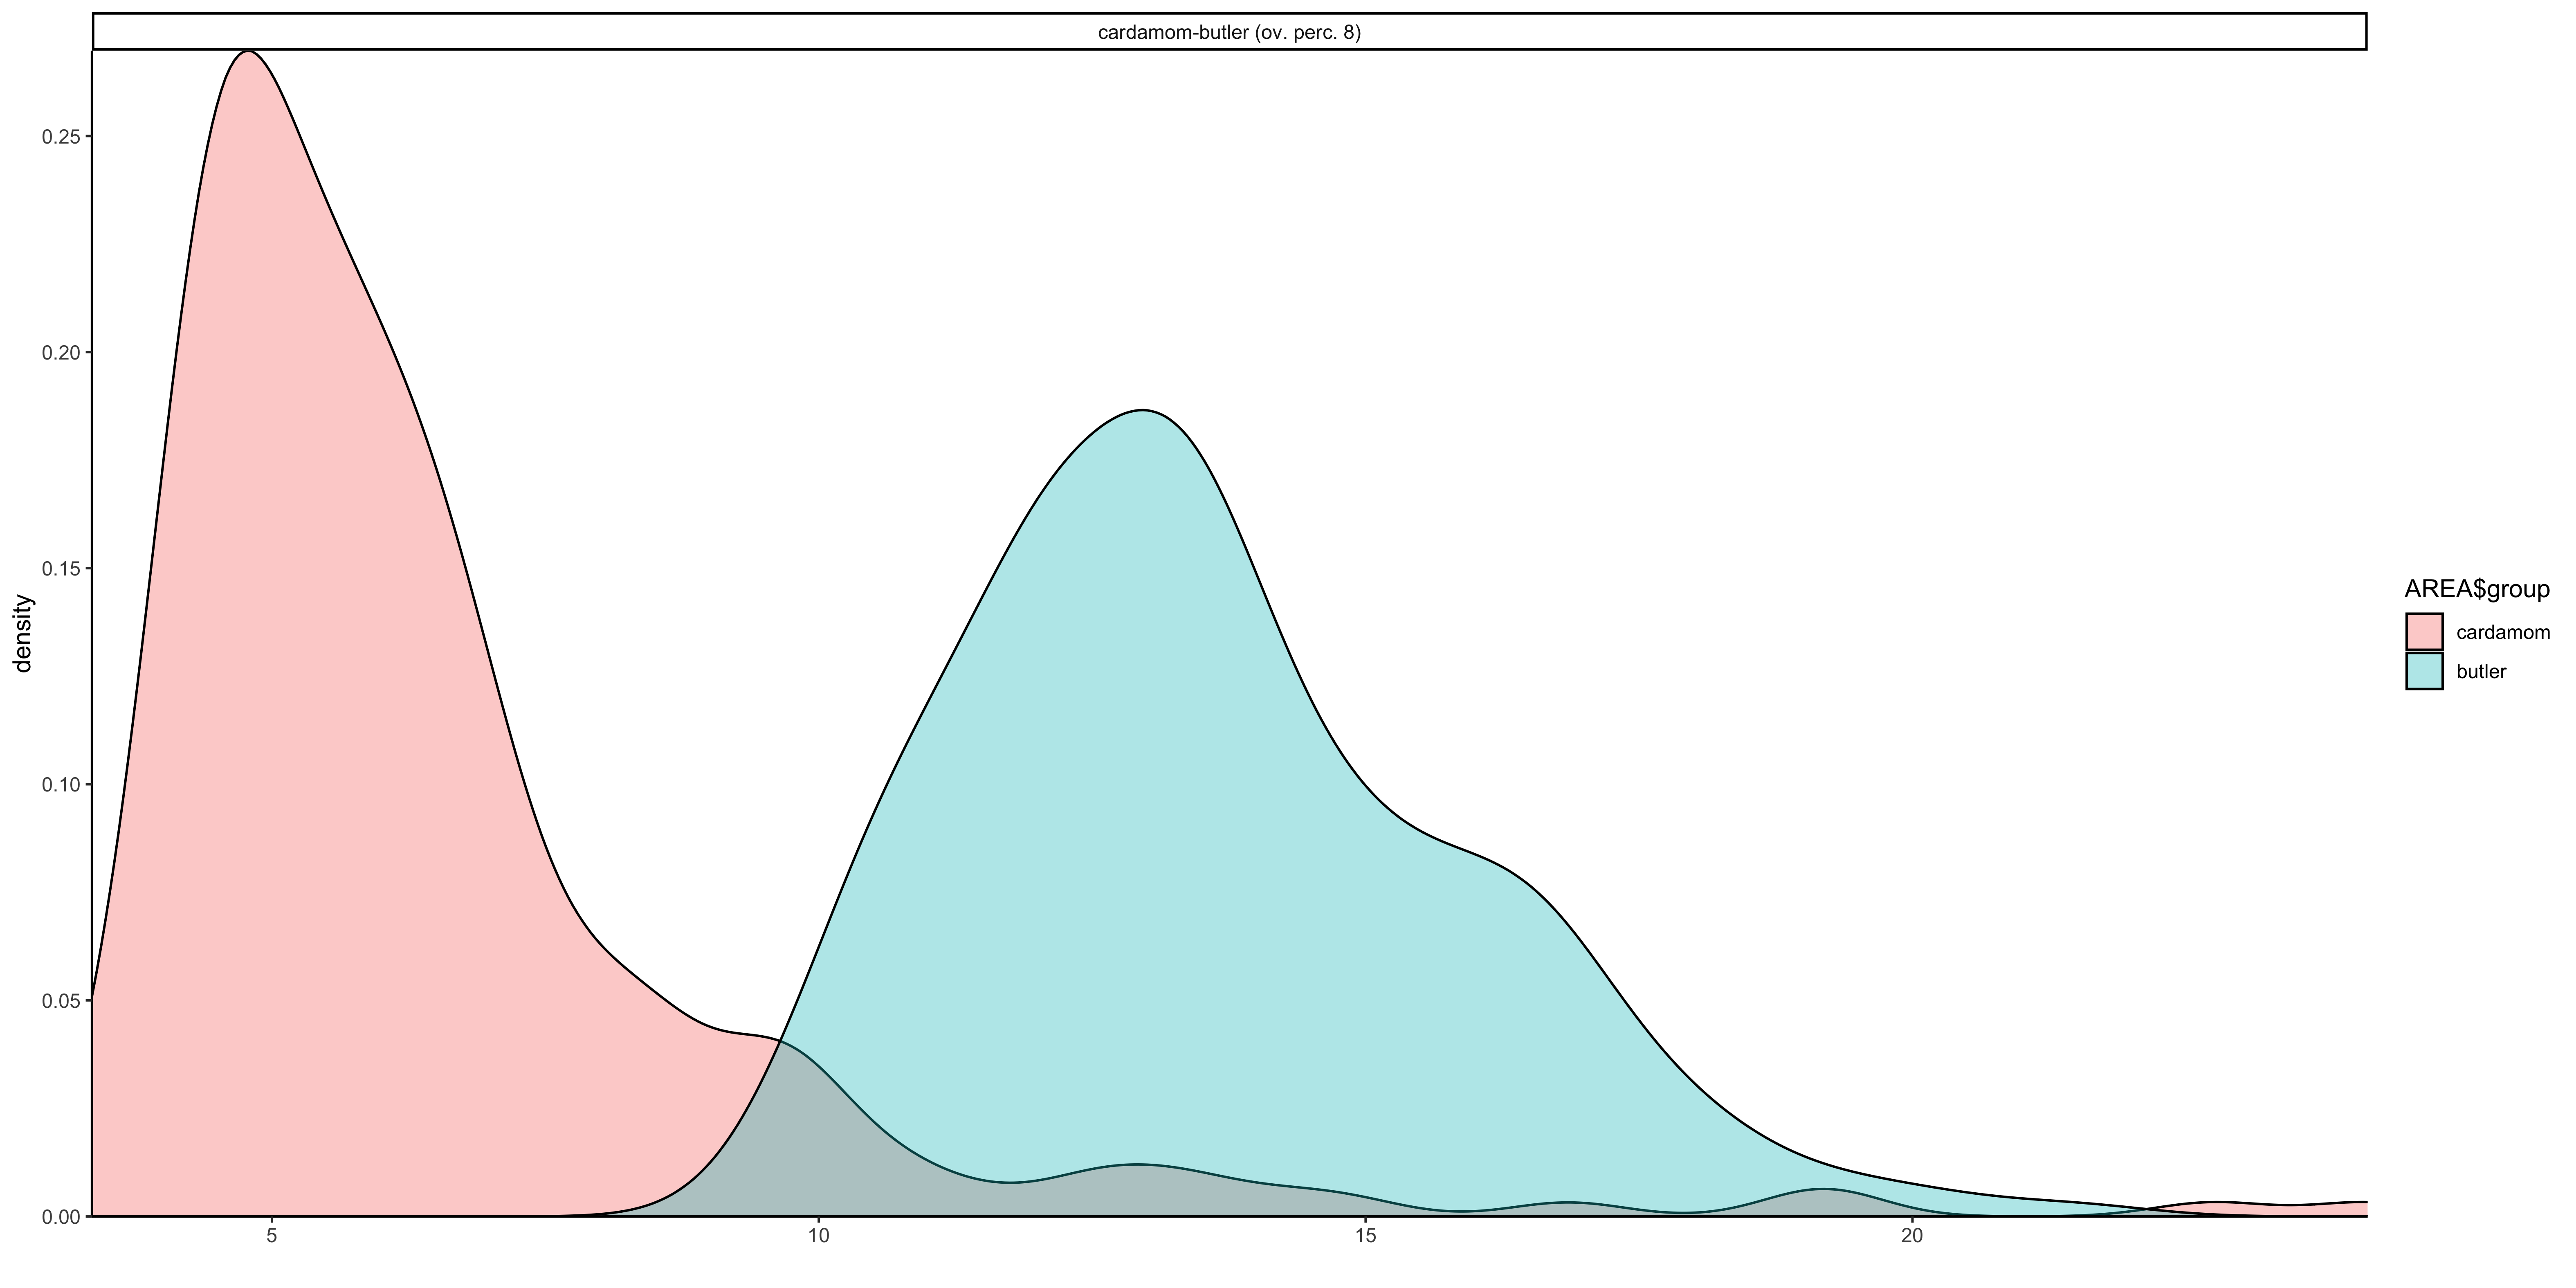 cardamom-butler (ov. perc. 8)
0.25
0.20
0.15
0.10
0.05
0.00
density
5 10 15 20
AREA$group
cardamom
butler